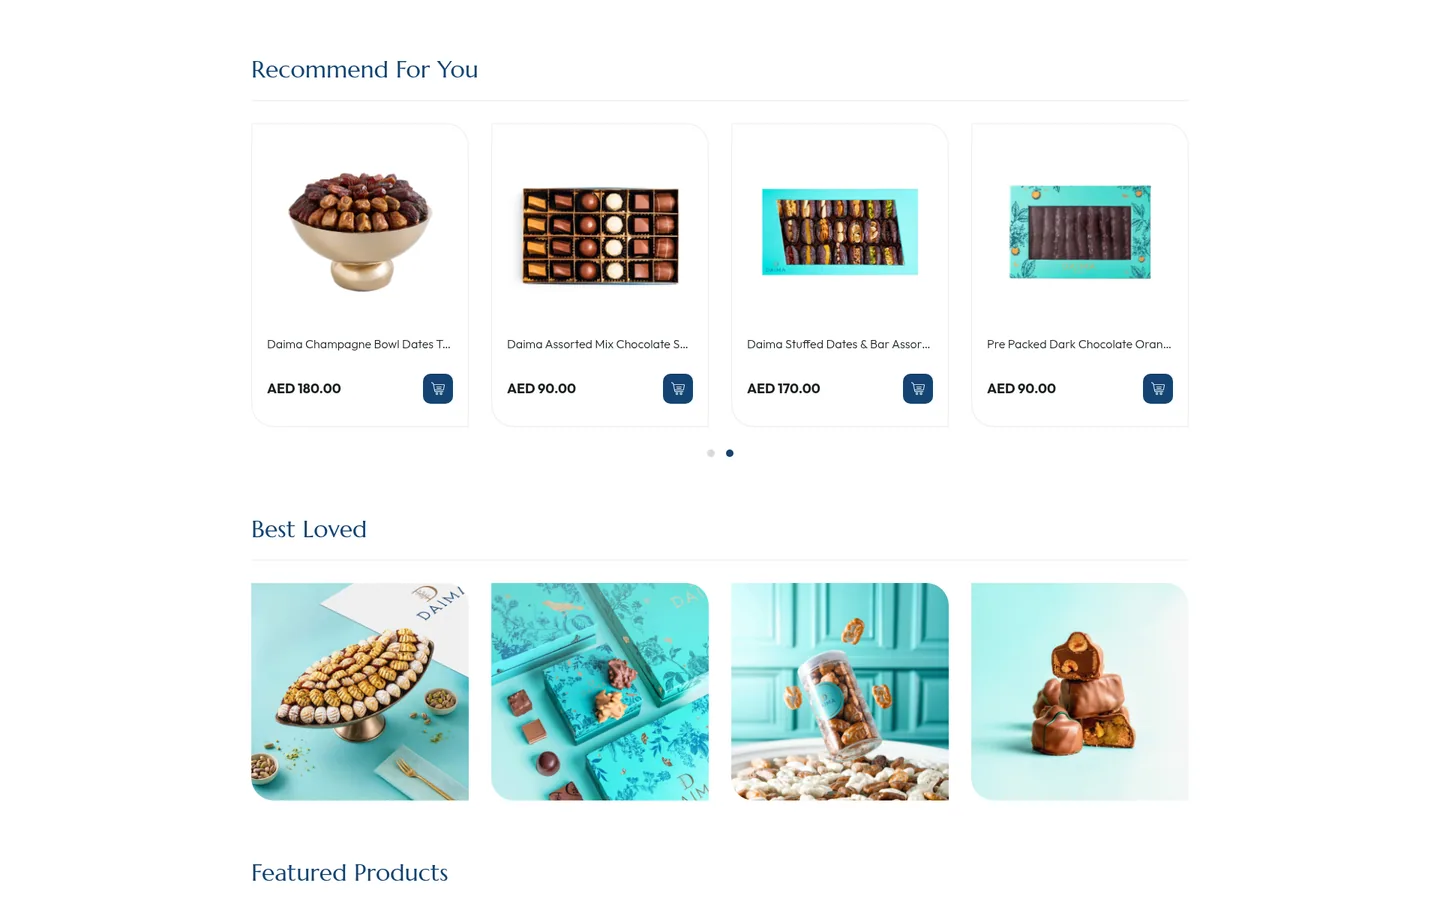 Recommend For You
Daima Champagne Bowl Dates T...
AED 180.00
Daima Assorted Mix Chocolate S...
AED 90.00
Daima Stuffed Dates & Bar Assor...
AED 170.00
Pre Packed Dark Chocolate Oran...
AED 90.00
Best Loved
D
DAIMA
DA
D
AIM
Featured Products